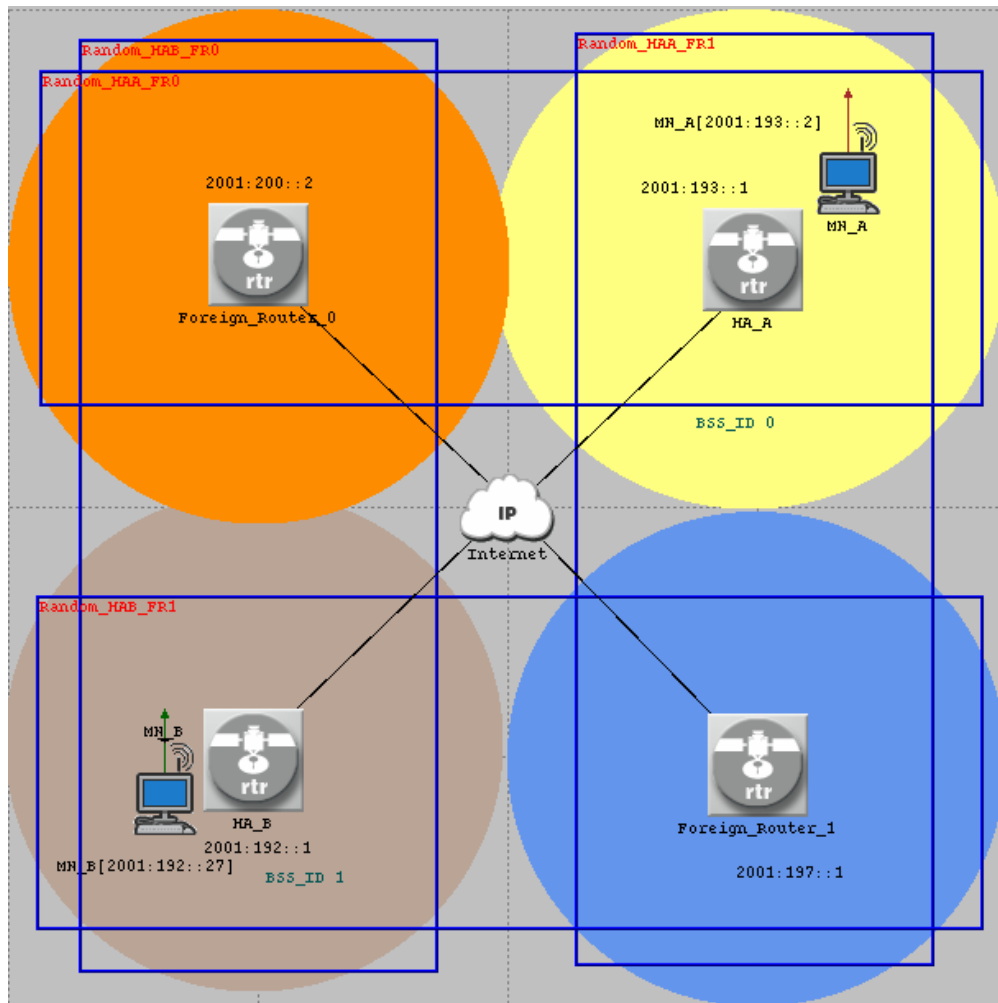 Random_HAB_FR0
Random_HAA_FR1
Random_HAA_FR0
MN_A[2001:193::2]
2001:200::2
2001:193::1
rtr
rtr
MN_A
Foreign_Router_0
HA_A
BSS_ID 0
IP
Internet
Random_HAB_FR1
MN_B
rtr
rtr
HA_B
Foreign_Router_1
2001:192::1
MN_B[2001:192::27]
BSS_ID 1
2001:197::1